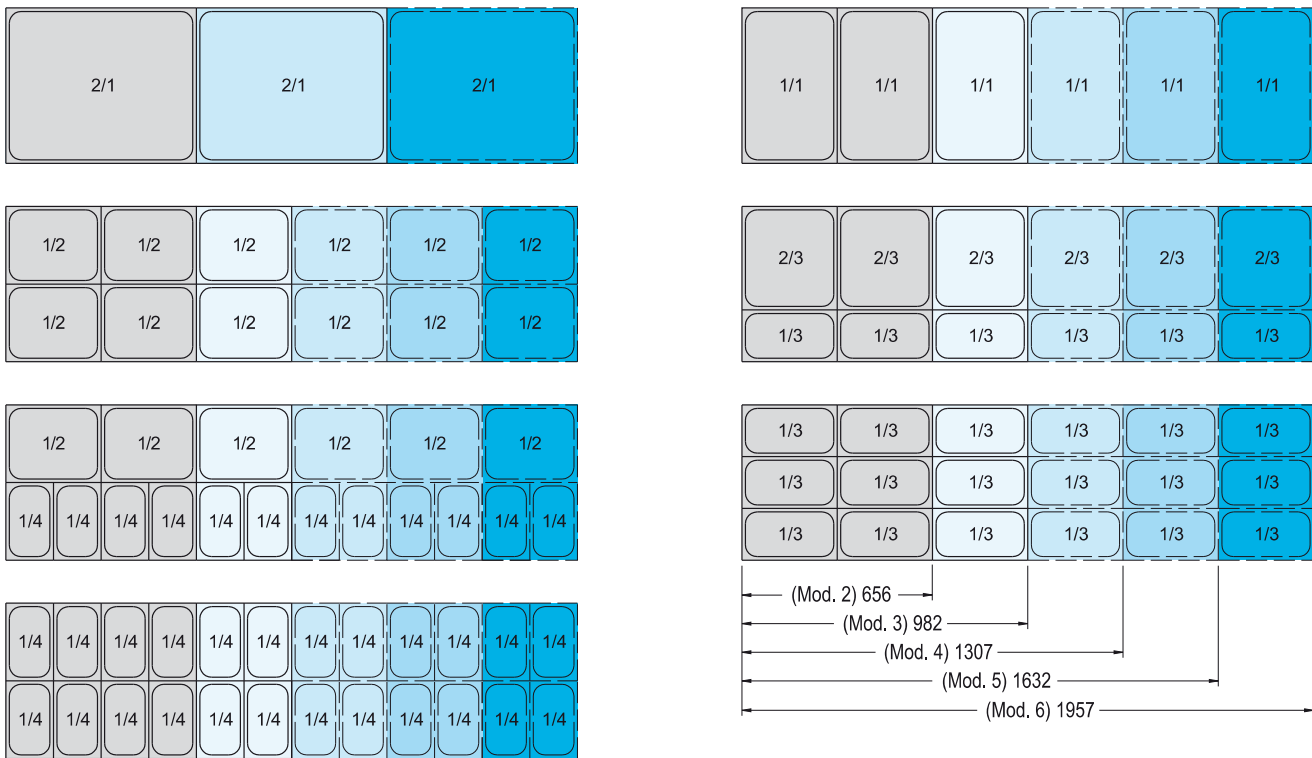 2/1 2/1 2/1
1/2 1/2 1/2 1/2 1/2 1/2
1/2 1/2 1/2 1/2 1/2 1/2
1/2 1/2 1/2 1/2 1/2 1/2
1/4 1/4 1/4 1/4 1/4 1/4 1/4 1/4 1/4 1/4 1/4 1/4
1/4 1/4 1/4 1/4 1/4 1/4 1/4 1/4 1/4 1/4 1/4 1/4
1/4 1/4 1/4 1/4 1/4 1/4 1/4 1/4 1/4 1/4 1/4 1/4
1/1 1/1 1/1 1/1 1/1 1/1
2/3 2/3 2/3 2/3 2/3 2/3
1/3 1/3 1/3 1/3 1/3 1/3
1/3 1/3 1/3 1/3 1/3 1/3
1/3 1/3 1/3 1/3 1/3 1/3
1/3 1/3 1/3 1/3 1/3 1/3
(Mod. 2) 656
(Mod. 3) 982
(Mod. 4) 1307
(Mod. 5) 1632
(Mod. 6) 1957